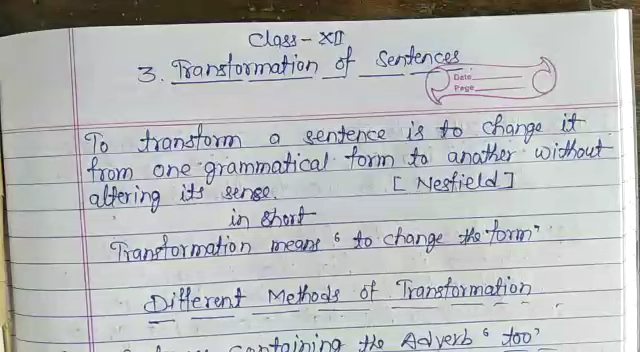 Class - XII
3. Transformation of Sentences
Date
Page
To transform a sentence is to change it
from one grammatical form to another without
altering its sense. [Nesfield]
in short
Transformation means "to change the form"
Different Methods of Transformation
containing the Adverb 'too'